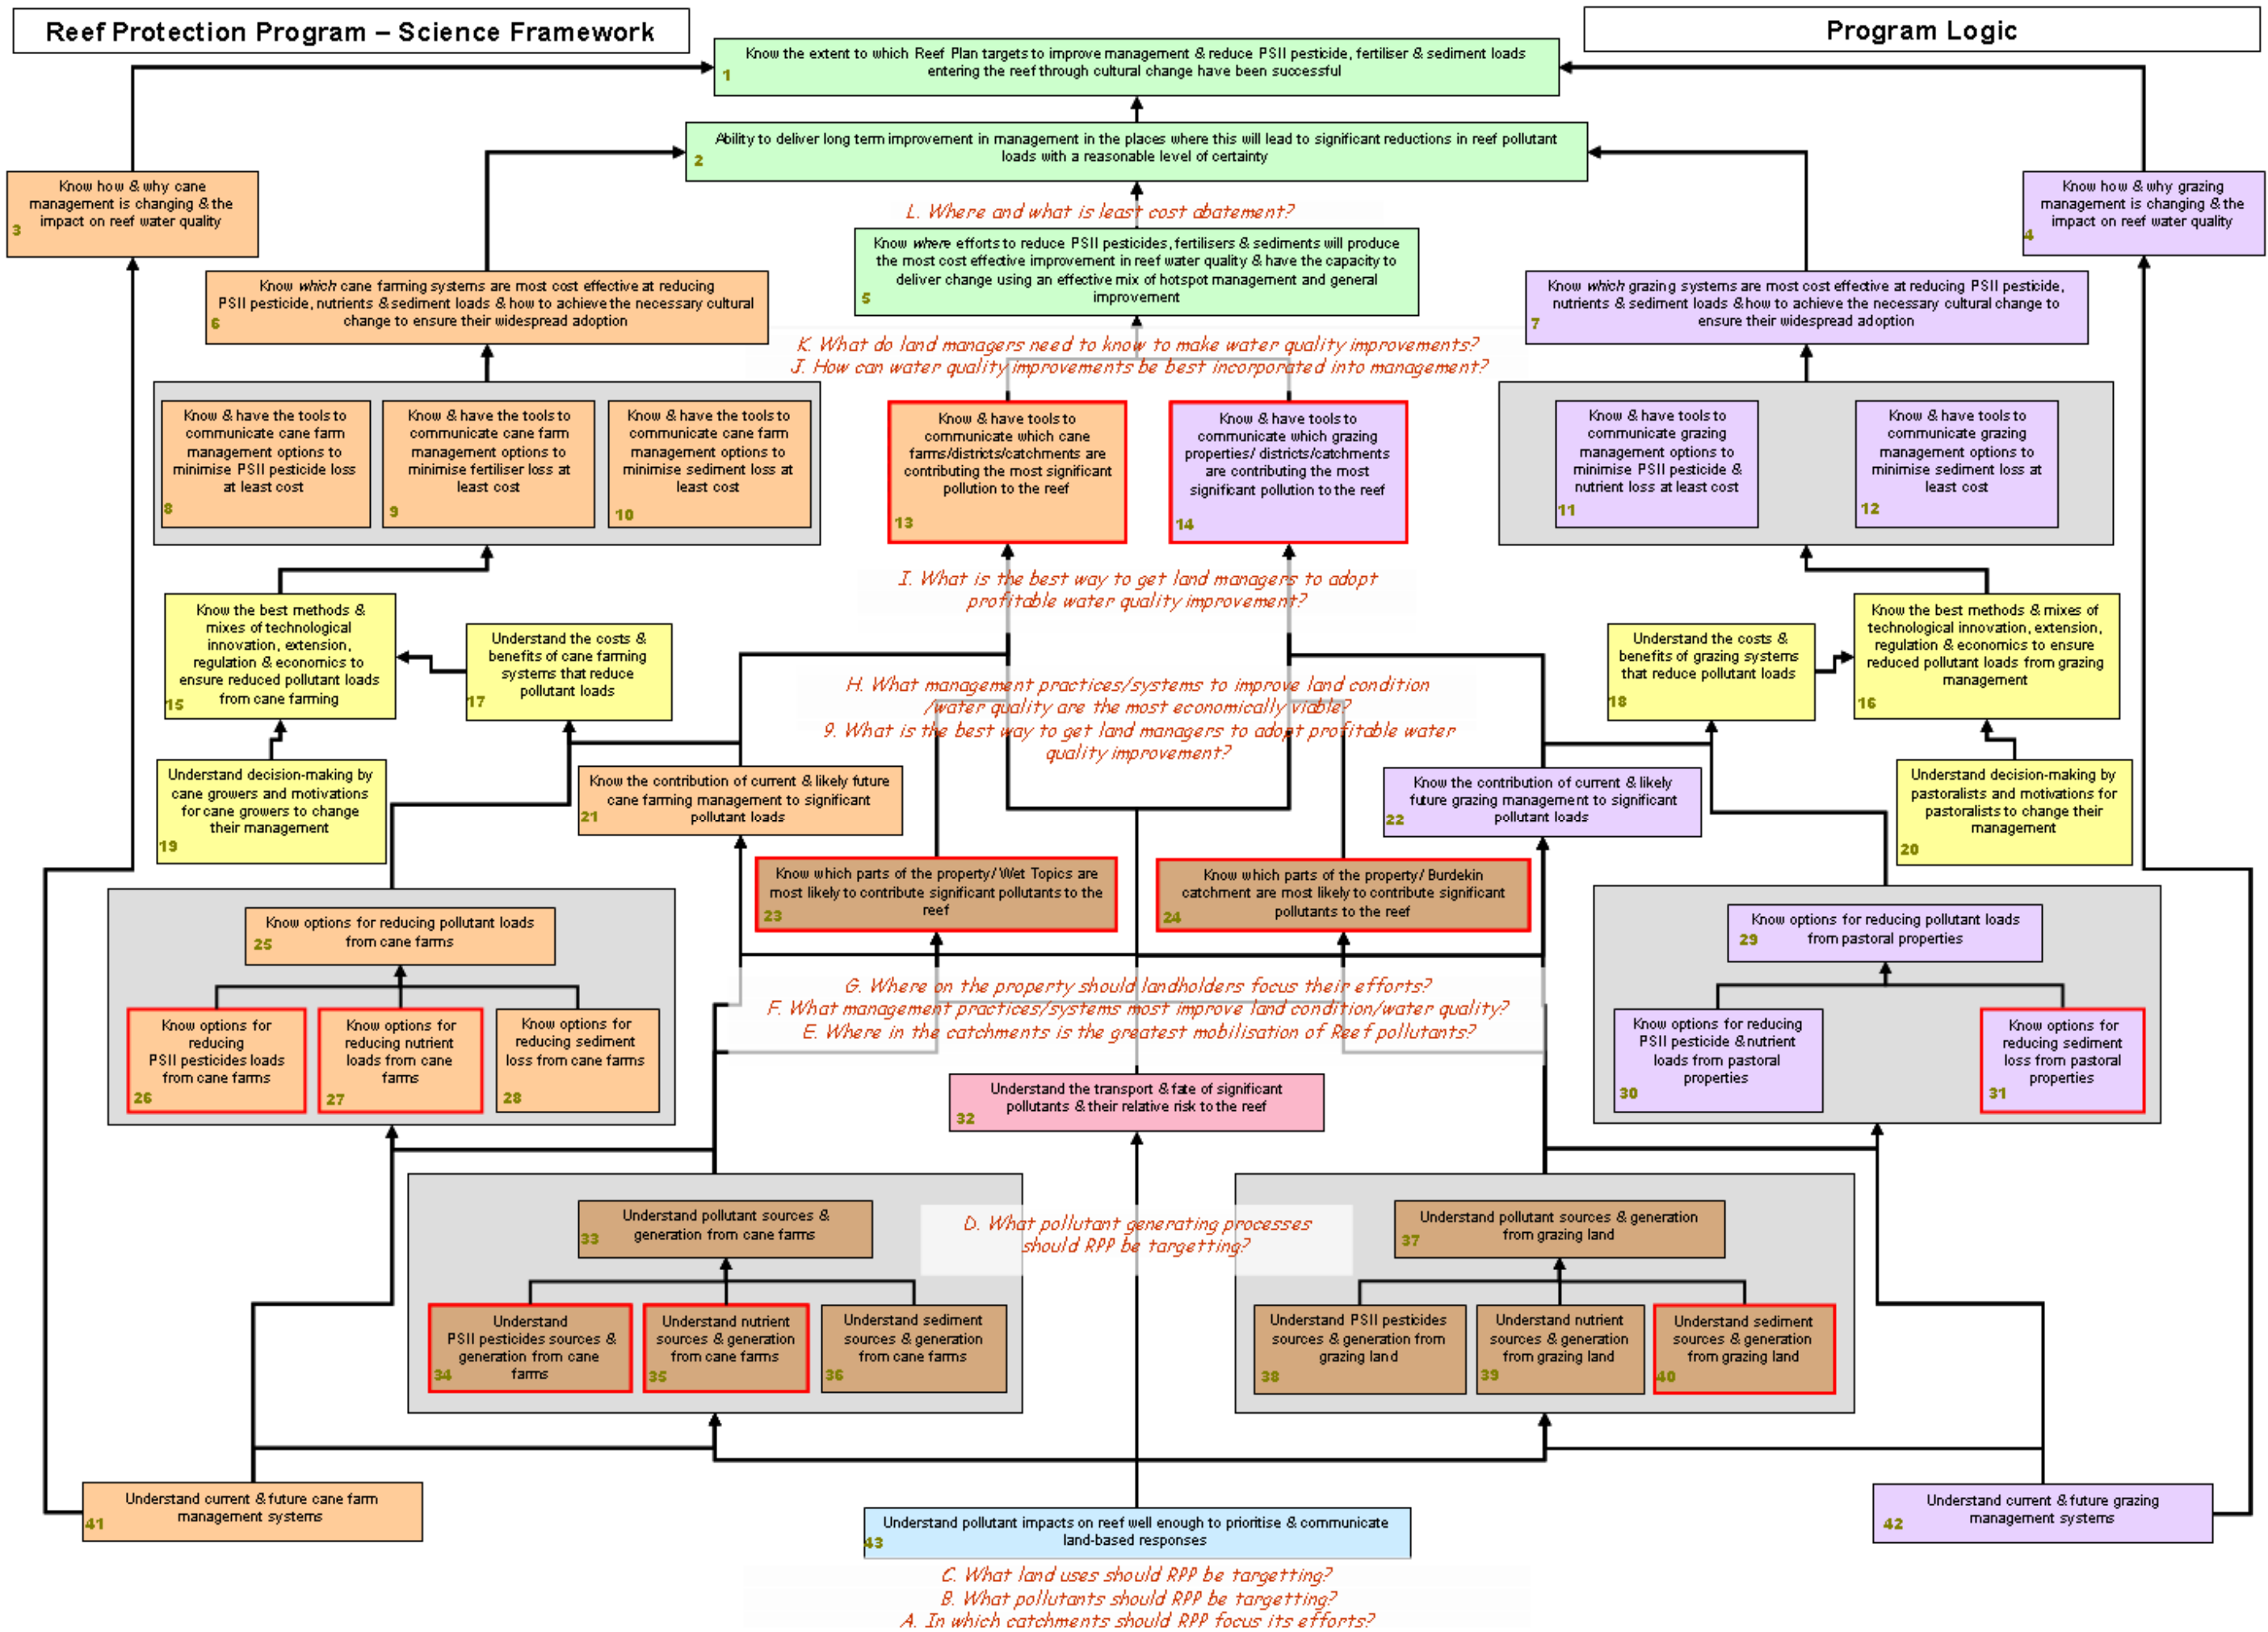 Reef Protection Program – Science Framework
Program Logic
Know the extent to which Reef Plan targets to improve management & reduce PSII pesticide, fertiliser & sediment loads
entering the reef through cultural change have been successful
1
Ability to deliver long term improvement in management in the places where this will lead to significant reductions in reef pollutant
loads with a reasonable level of certainty
2
Know how & why cane
management is changing & the
impact on reef water quality
3
Know how & why grazing
management is changing & the
impact on reef water quality
4
L. Where and what is least cost abatement?
Know where efforts to reduce PSII pesticides, fertilisers & sediments will produce
the most cost effective improvement in reef water quality & have the capacity to
deliver change using an effective mix of hotspot management and general
improvement
5
Know which cane farming systems are most cost effective at reducing
PSII pesticide, nutrients & sediment loads & how to achieve the necessary cultural
change to ensure their widespread adoption
6
Know which grazing systems are most cost effective at reducing PSII pesticide,
nutrients & sediment loads & how to achieve the necessary cultural change to
ensure their widespread adoption
7
K. What do land managers need to know to make water quality improvements?
J. How can water quality improvements be best incorporated into management?
Know & have the tools to
communicate cane farm
management options to
minimise PSII pesticide loss
at least cost
8
Know & have the tools to
communicate cane farm
management options to
minimise fertiliser loss at
least cost
9
Know & have the tools to
communicate cane farm
management options to
minimise sediment loss at
least cost
10
Know & have tools to
communicate which cane
farms/districts/catchments are
contributing the most significant
pollution to the reef
13
Know & have tools to
communicate which grazing
properties/ districts/catchments
are contributing the most
significant pollution to the reef
14
Know & have tools to
communicate grazing
management options to
minimise PSII pesticide &
nutrient loss at least cost
11
Know & have tools to
communicate grazing
management options to
minimise sediment loss at
least cost
12
I. What is the best way to get land managers to adopt
profitable water quality improvement?
Know the best methods &
mixes of technological
innovation, extension,
regulation & economics to
ensure reduced pollutant loads
from cane farming
15
Understand the costs &
benefits of cane farming
systems that reduce
pollutant loads
17
Understand the costs &
benefits of grazing systems
that reduce pollutant loads
18
Know the best methods & mixes of
technological innovation, extension,
regulation & economics to ensure
reduced pollutant loads from grazing
management
16
H. What management practices/systems to improve land condition
/water quality are the most economically viable?
9. What is the best way to get land managers to adopt profitable water
quality improvement?
Understand decision-making by
cane growers and motivations
for cane growers to change
their management
19
Know the contribution of current & likely future
cane farming management to significant
pollutant loads
21
Know the contribution of current & likely
future grazing management to significant
pollutant loads
22
Understand decision-making by
pastoralists and motivations for
pastoralists to change their
management
20
Know which parts of the property/ Wet Topics are
most likely to contribute significant pollutants to the
reef
23
Know which parts of the property/ Burdekin
catchment are most likely to contribute significant
pollutants to the reef
24
Know options for reducing pollutant loads
from cane farms
25
Know options for
reducing
PSII pesticides loads
from cane farms
26
Know options for
reducing nutrient
loads from cane
farms
27
Know options for
reducing sediment
loss from cane farms
28
Know options for reducing pollutant loads
from pastoral properties
29
Know options for reducing
PSII pesticide & nutrient
loads from pastoral
properties
30
Know options for
reducing sediment
loss from pastoral
properties
31
G. Where on the property should landholders focus their efforts?
F. What management practices/systems most improve land condition/water quality?
E. Where in the catchments is the greatest mobilisation of Reef pollutants?
Understand the transport & fate of significant
pollutants & their relative risk to the reef
32
Understand pollutant sources &
generation from cane farms
33
Understand
PSII pesticides sources &
generation from cane
farms
34
Understand nutrient
sources & generation
from cane farms
35
Understand sediment
sources & generation
from cane farms
36
D. What pollutant generating processes
should RPP be targetting?
Understand pollutant sources & generation
from grazing land
37
Understand PSII pesticides
sources & generation from
grazing land
38
Understand nutrient
sources & generation
from grazing land
39
Understand sediment
sources & generation
from grazing land
40
Understand current & future cane farm
management systems
41
Understand current & future grazing
management systems
42
Understand pollutant impacts on reef well enough to prioritise & communicate
land-based responses
43
C. What land uses should RPP be targetting?
B. What pollutants should RPP be targetting?
A. In which catchments should RPP focus its efforts?